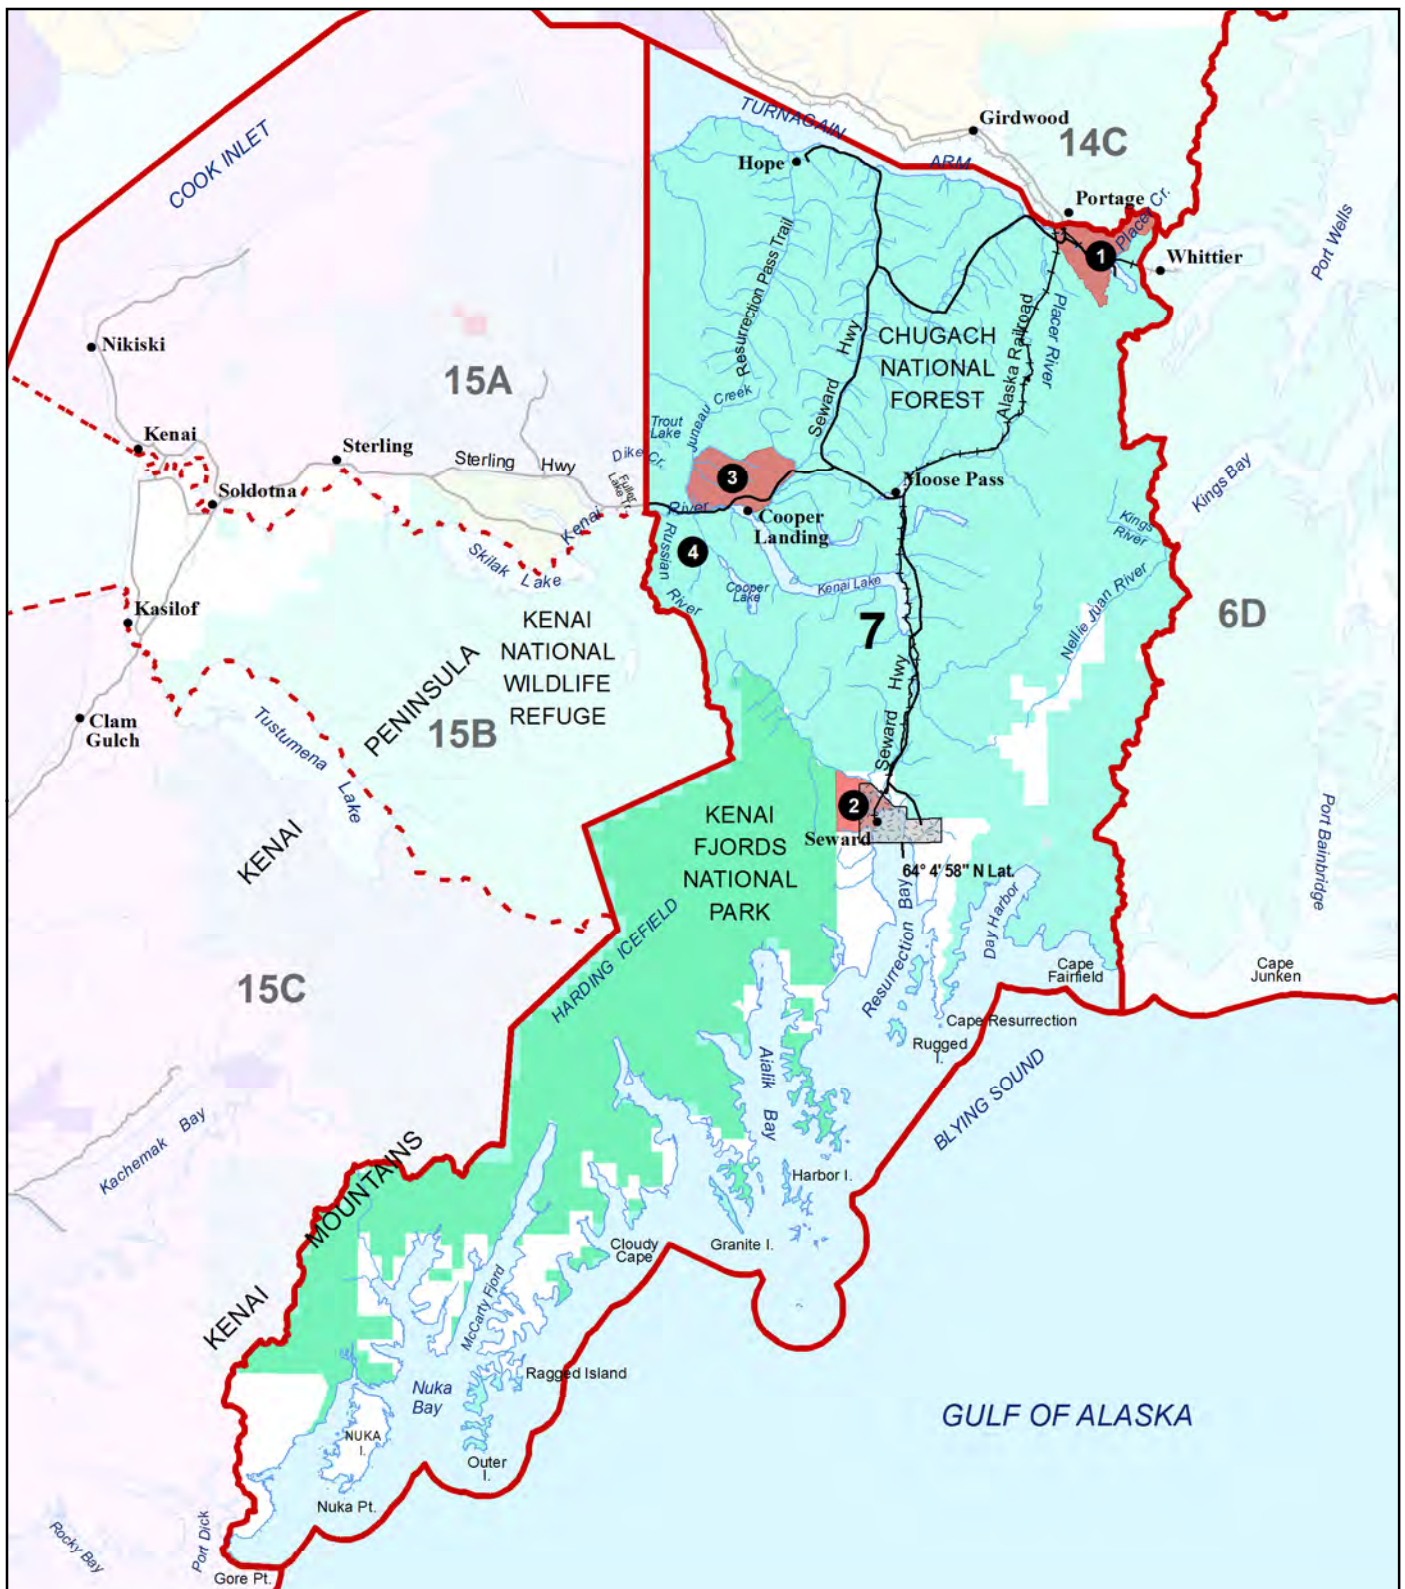 TURNAGAIN
ARM
Girdwood
14C
COOK INLET
Hope
Portage
Placer Cr.
1
Whittier
Port Wells
Resurrection Pass Trail
Seward
Hwy
Alaska Railroad
Placer River
CHUGACH
NATIONAL
FOREST
Nikiski
15A
Kenai
Sterling
Sterling Hwy
Soldotna
Trout
Lake
Juneau Creek
Dike Cr.
Fuller
Lake Tr.
3
Moose Pass
Kenai
River
Cooper
Landing
Kings Bay
Kings
River
Skilak Lake
4
Russian
River
Cooper
Lake
Kenai Lake
Nellie Juan River
6D
Kasilof
KENAI
NATIONAL
WILDLIFE
REFUGE
7
Clam
Gulch
Tustumena
Lake
PENINSULA
15B
KENAI
Seward Hwy
2
Seward
KENAI
FJORDS
NATIONAL
PARK
64° 4' 58" N Lat.
Port Bainbridge
HARDING ICEFIELD
Resurrection Bay
Day Harbor
Cape
Fairfield
Cape
Junken
15C
Cape Resurrection
Rugged
I.
Aialik Bay
BLYING SOUND
Kachemak Bay
MOUNTAINS
KENAI
Harbor I.
Cloudy
Cape
Granite I.
McCarty Fjord
Ragged Island
Nuka
Bay
NUKA
I.
Outer
I.
Nuka Pt.
GULF OF ALASKA
Port Dick
Rocky Bay
Gore Pt.